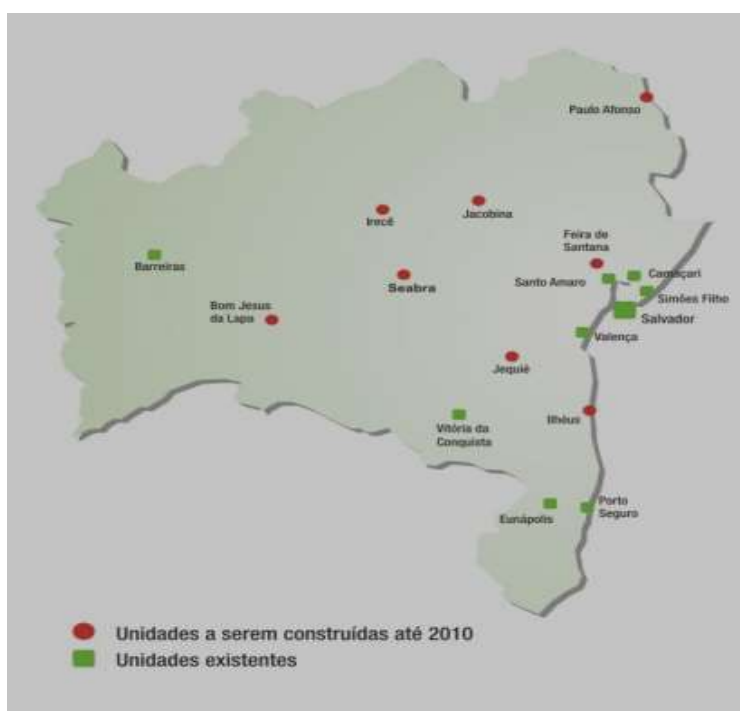 Paulo Afonso
Jacobina
Irecê
Feira de
Santana
Camaçari
Barreiras
Santo Amaro
Seabra
Simões Filho
Bom Jesus
da Lapa
Salvador
Valença
Jequié
Ilhéus
Vitória da
Conquista
Porto
Seguro
Eunápolis
Unidades a serem construídas até 2010
Unidades existentes